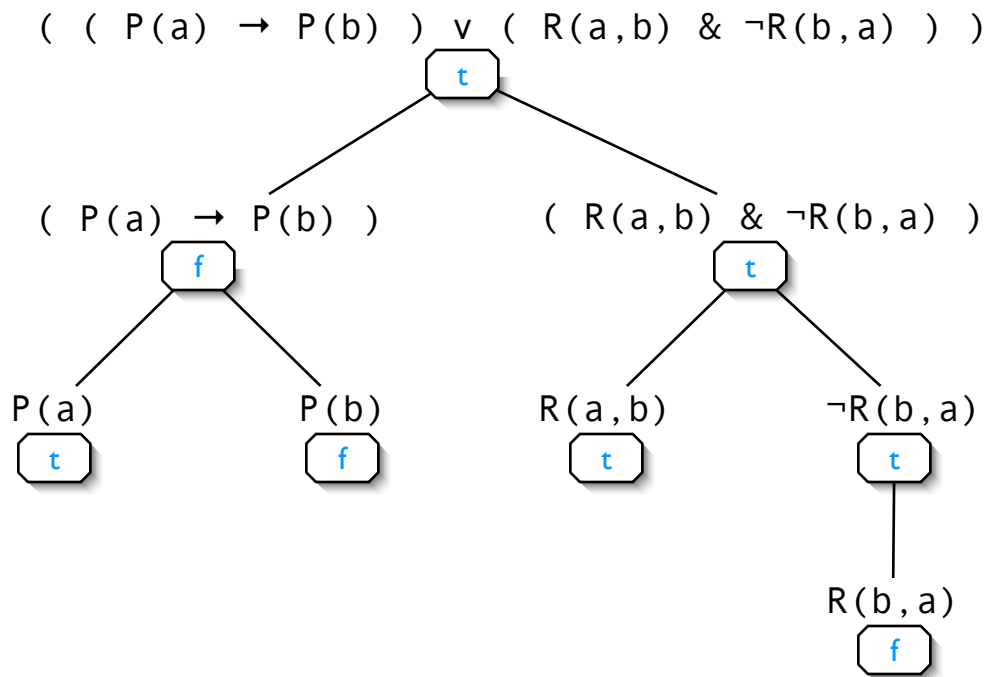 ( ( P(a) → P(b) ) v ( R(a,b) & ¬R(b,a) ) )
t
( P(a) → P(b) ) ( R(a,b) & ¬R(b,a) )
f t
P(a) P(b) R(a,b) ¬R(b,a)
t f t t
R(b,a)
f